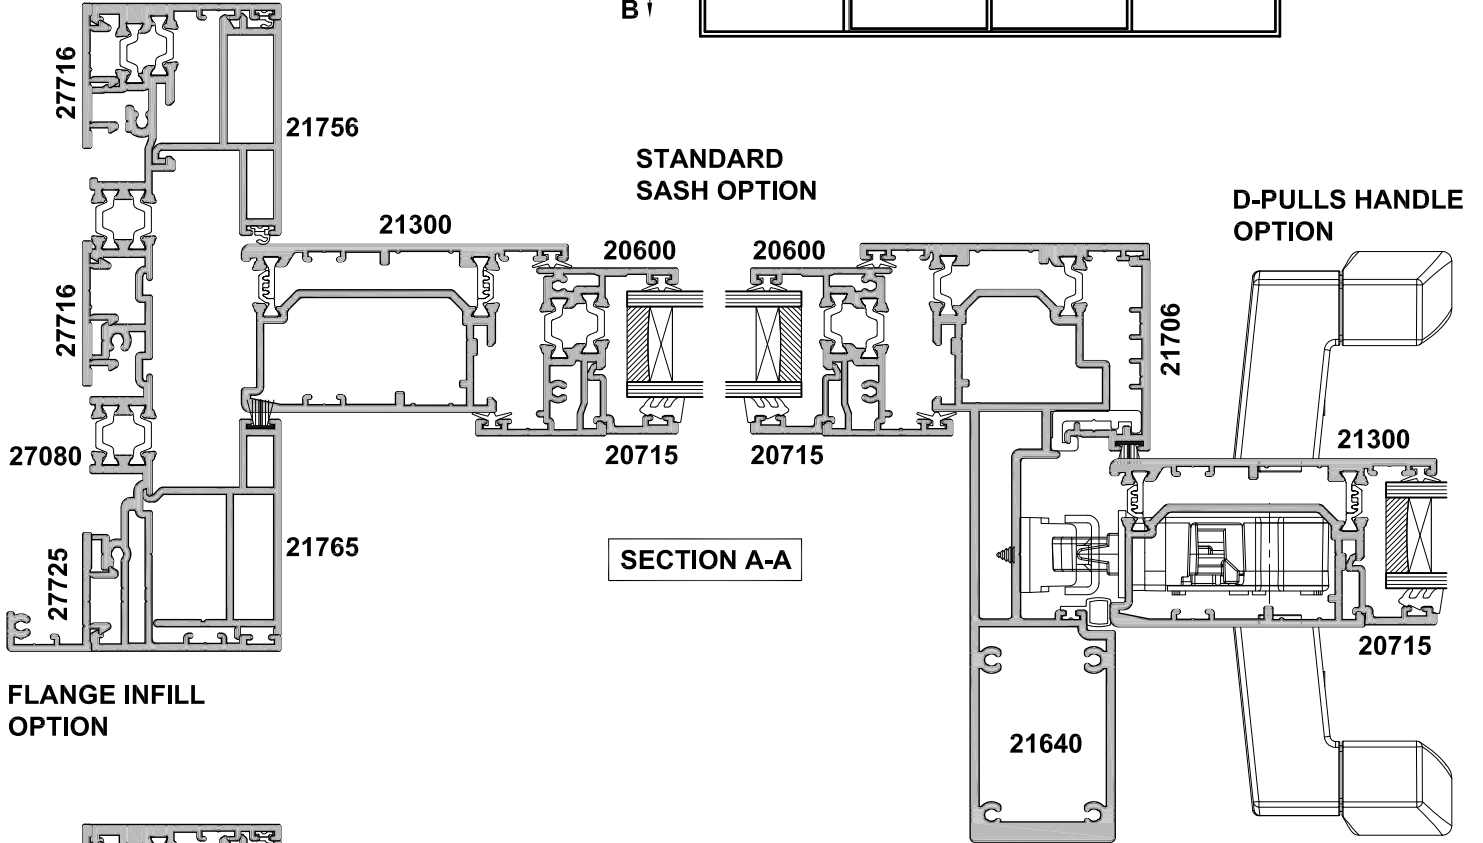 B
27716
21756
STANDARD
SASH OPTION
D-PULLS HANDLE
OPTION
21300
20600
20600
27716
21706
21300
27080
20715
20715
21765
SECTION A-A
27725
20715
FLANGE INFILL
OPTION
21640